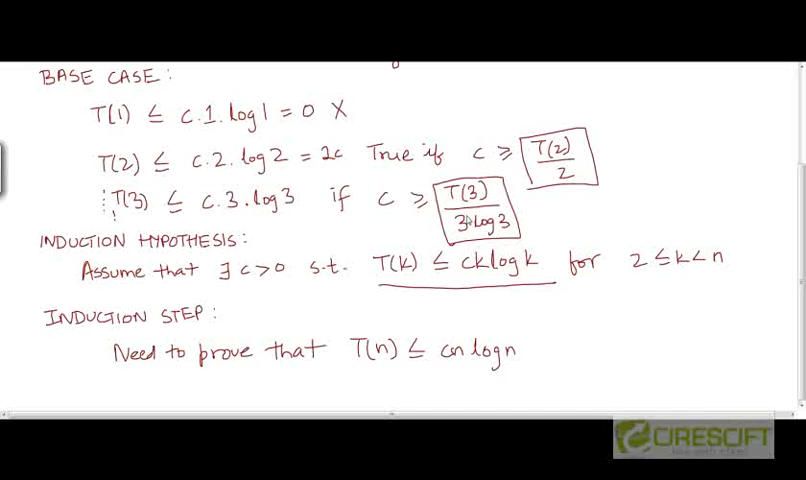 BASE CASE:
T(1) ≤ c.1.log1 = 0 X
T(2) ≤ c.2.log2 = 2c True if c ≥ T(2)/2
T(3) ≤ c.3.log3 if c ≥ T(3)/3log3
INDUCTION HYPOTHESIS:
Assume that ∃ c>0 s.t. T(k) ≤ cklogk for 2 ≤ k < n
INDUCTION STEP:
Need to prove that T(n) ≤ cn logn
CIRESCIFT